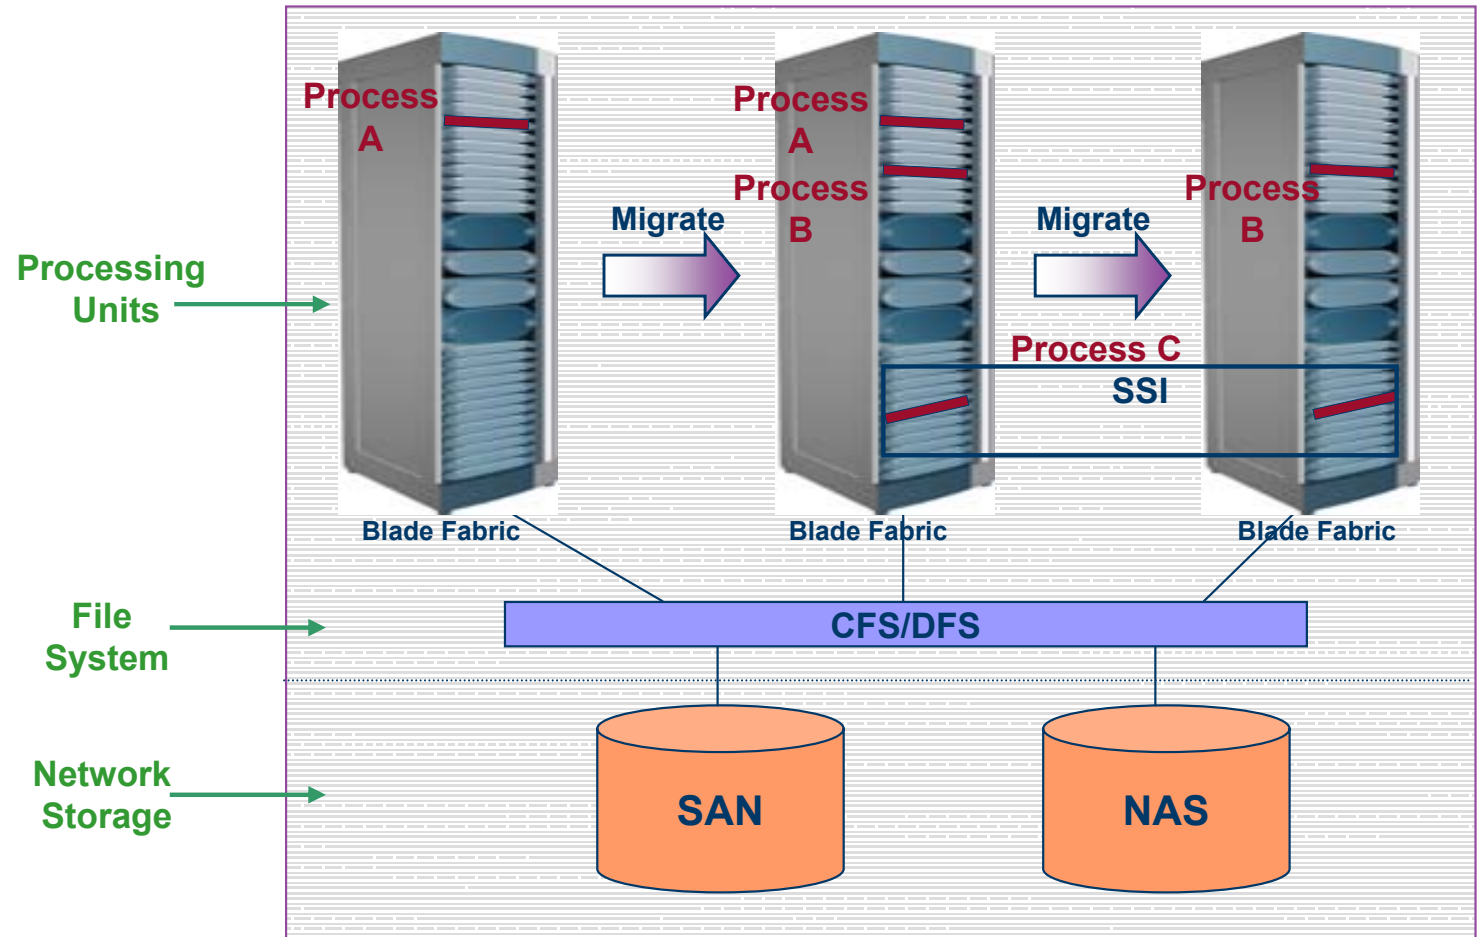 Process
A
Process
A
Process
B
Process
B
Migrate
Migrate
Processing
Units
Process C
SSI
Blade Fabric
Blade Fabric
Blade Fabric
File
System
CFS/DFS
Network
Storage
SAN
NAS